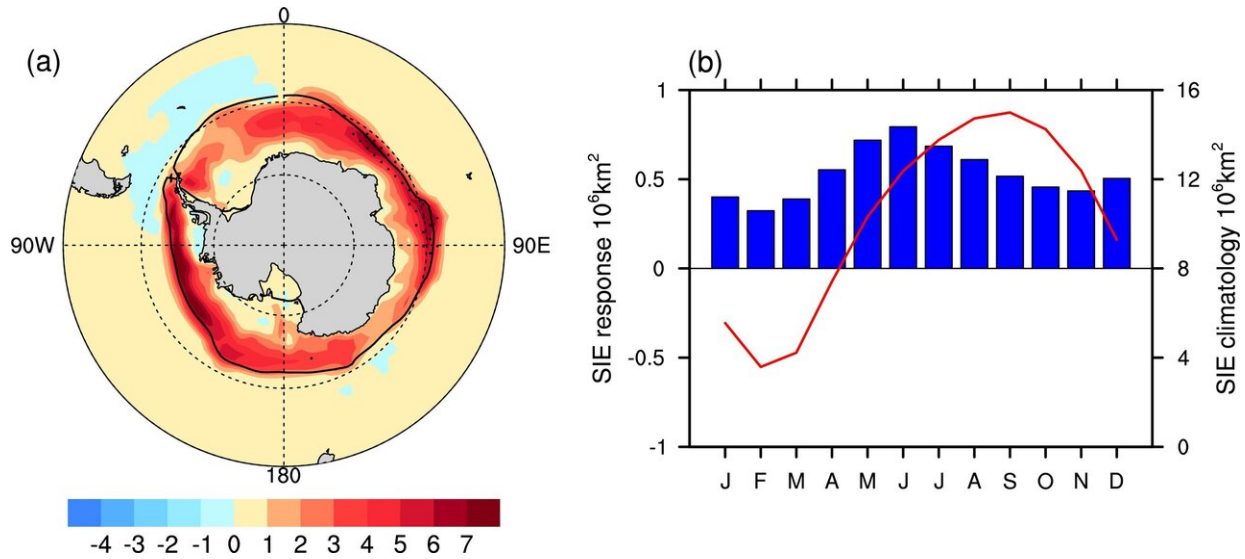 (a)
0
90W
90E
180
-4 -3 -2 -1 0 1 2 3 4 5 6 7
(b)
SIE response 10⁶km²
1
0.5
0
-0.5
-1
J F M A M J J A S O N D
16
12
8
4
0
SIE climatology 10⁶km²